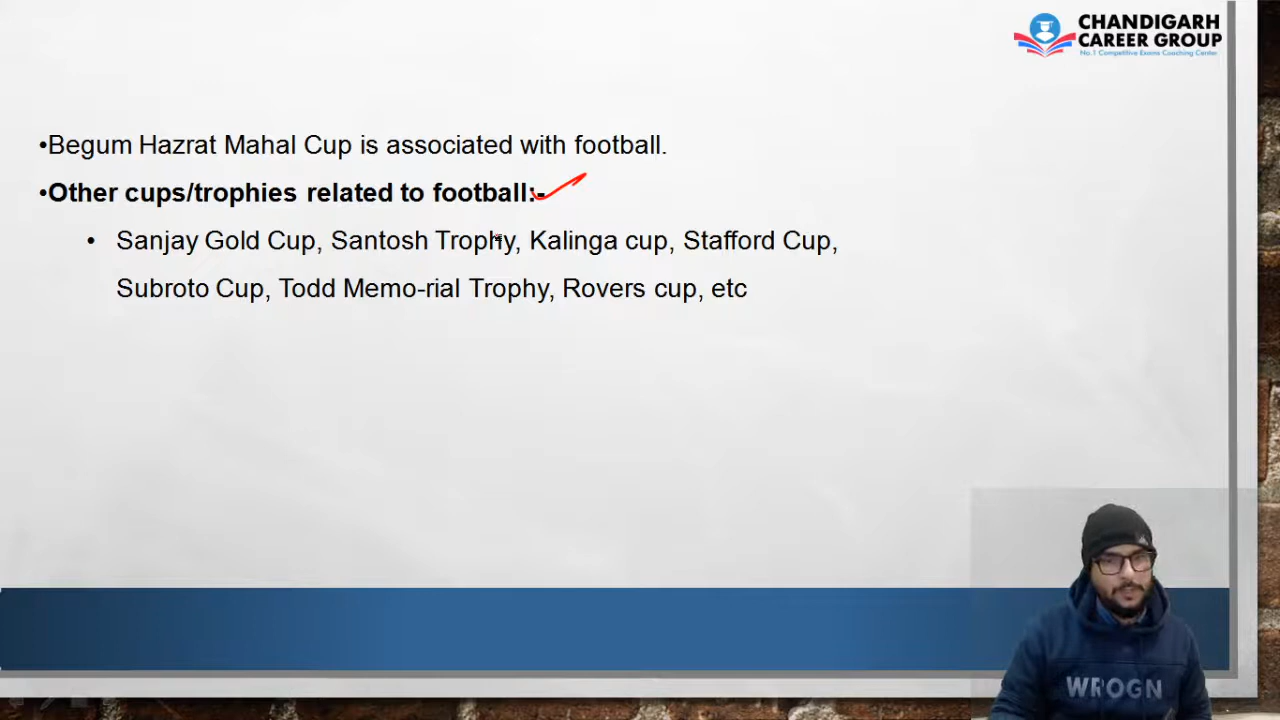 CHANDIGARH
CAREER GROUP
No.1 Competitive Exams Coaching Center
•Begum Hazrat Mahal Cup is associated with football.
•Other cups/trophies related to football:-
• Sanjay Gold Cup, Santosh Trophy, Kalinga cup, Stafford Cup,
Subroto Cup, Todd Memo-rial Trophy, Rovers cup, etc
WROGN